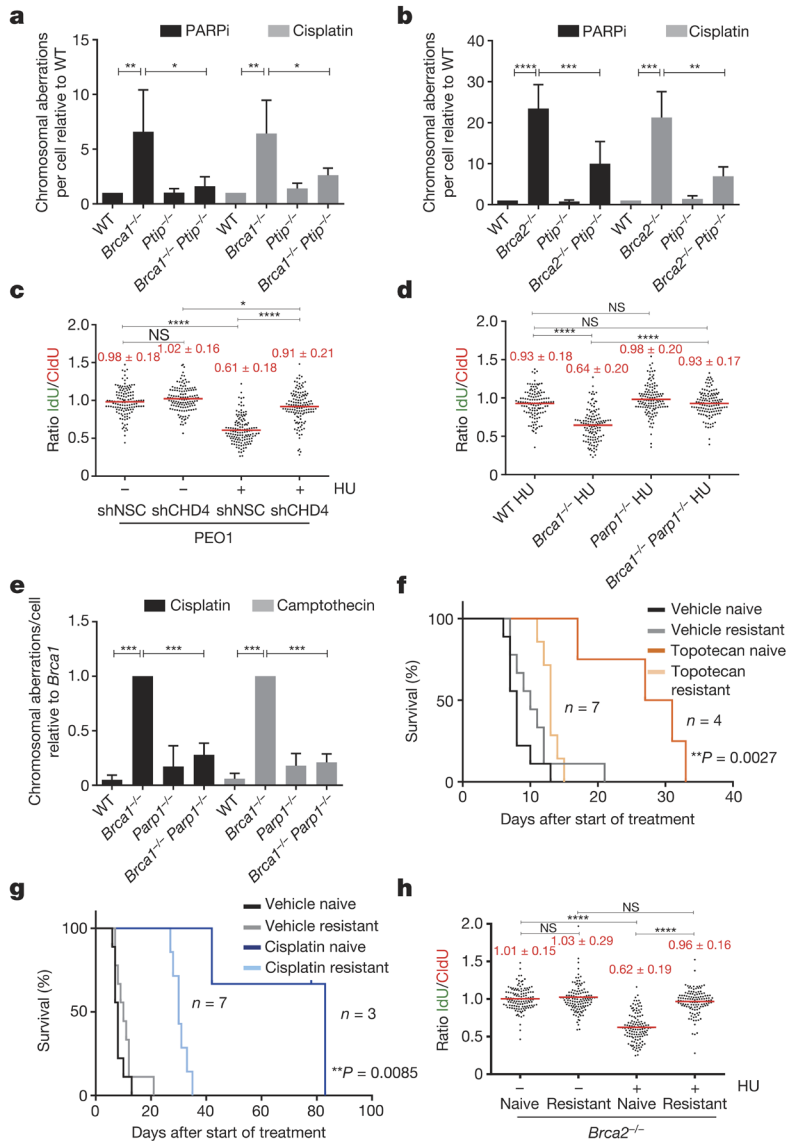 a
PARPi Cisplatin
Chromosomal aberrations
per cell relative to WT
15
10
5
0
** * ** *
WT
Brca1–/–
Ptip–/–
Brca1–/– Ptip–/–
WT
Brca1–/–
Ptip–/–
Brca1–/– Ptip–/–
b
PARPi Cisplatin
Chromosomal aberrations
per cell relative to WT
40
30
20
10
0
**** *** *** **
WT
Brca2–/–
Ptip–/–
Brca2–/– Ptip–/–
WT
Brca2–/–
Ptip–/–
Brca2–/– Ptip–/–
c
Ratio IdU/CldU
2.0
1.5
1.0
0.5
0
*
**** ****
NS
0.98 ± 0.18 1.02 ± 0.16 0.61 ± 0.18 0.91 ± 0.21
– – + + HU
shNSC shCHD4 shNSC shCHD4
PEO1
d
Ratio IdU/CldU
2.0
1.5
1.0
0.5
0
NS
NS
**** ****
0.93 ± 0.18 0.64 ± 0.20 0.98 ± 0.20 0.93 ± 0.17
WT HU
Brca1–/– HU
Parp1–/– HU
Brca1–/– Parp1–/– HU
e
Cisplatin Camptothecin
Chromosomal aberrations/cell
relative to Brca1
1.5
1.0
0.5
0
*** *** *** ***
WT
Brca1–/–
Parp1–/–
Brca1–/– Parp1–/–
WT
Brca1–/–
Parp1–/–
Brca1–/– Parp1–/–
f
Survival (%)
100
50
0
Vehicle naive
Vehicle resistant
Topotecan naive
Topotecan
resistant
n = 7
n = 4
**P = 0.0027
0 10 20 30 40
Days after start of treatment
g
Survival (%)
100
50
0
Vehicle naive
Vehicle resistant
Cisplatin naive
Cisplatin resistant
n = 7
n = 3
**P = 0.0085
0 20 40 60 80 100
Days after start of treatment
h
Ratio IdU/CldU
2.0
1.5
1.0
0.5
0
NS
****
NS ****
1.01 ± 0.15 1.03 ± 0.29 0.62 ± 0.19 0.96 ± 0.16
– – + + HU
Naive Resistant Naive Resistant
Brca2–/–